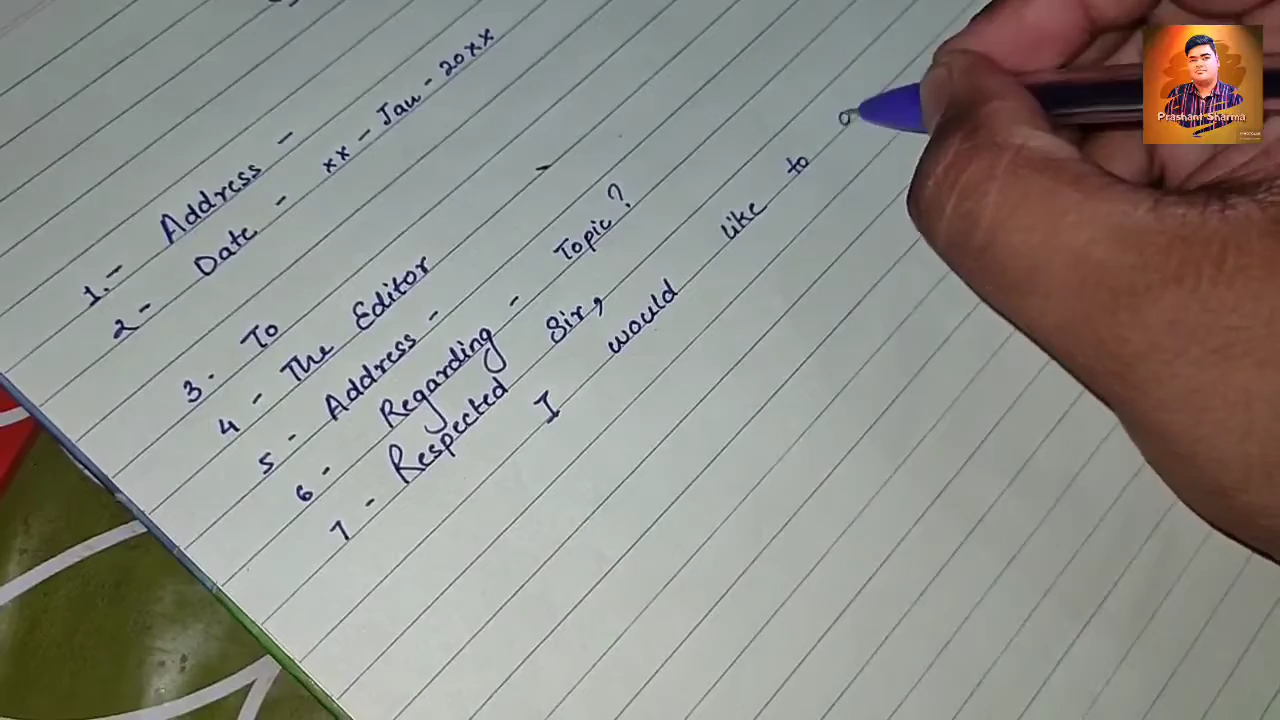 1.- Address -
2- Date - xx - Jan - 20xx
3. To
4 - The Editor
5 - Address -
6 - Regarding - Topic?
7 - Respected Sir,
I would like to
Prashant Sharma